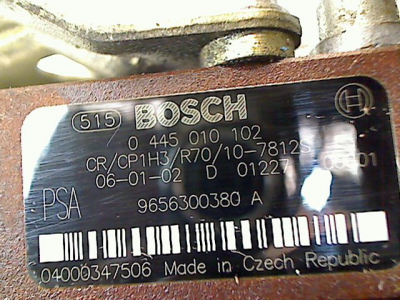 515 BOSCH
0 445 010 102
CR/CP1H3/R70/10-7812S
06-01-02 D 01227
PSA 9656300380 A
04000347506 Made in Czech Republic